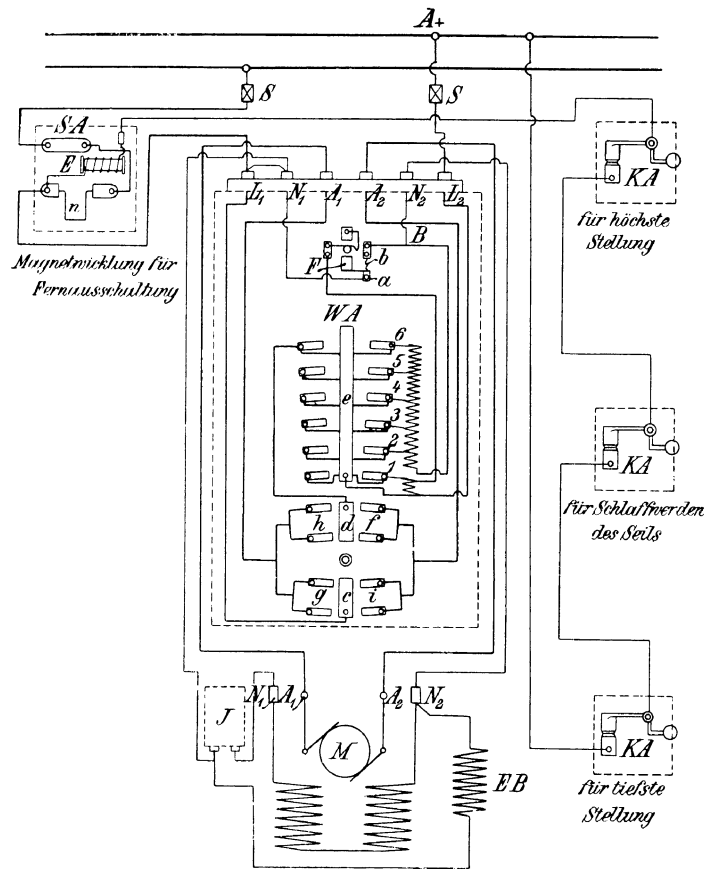 A+
S
S
SA
E
n
Magnetwicklung für
Fernausschaltung
L1 N1 A1 A2 N2 L2
B
F
b
a
WA
6
5
4
e
3
2
1
h d f
g c i
N1 A1 A2 N2
J
M
EB
KA
für höchste
Stellung
KA
für Schlaffwerden
des Seils
KA
für tiefste
Stellung